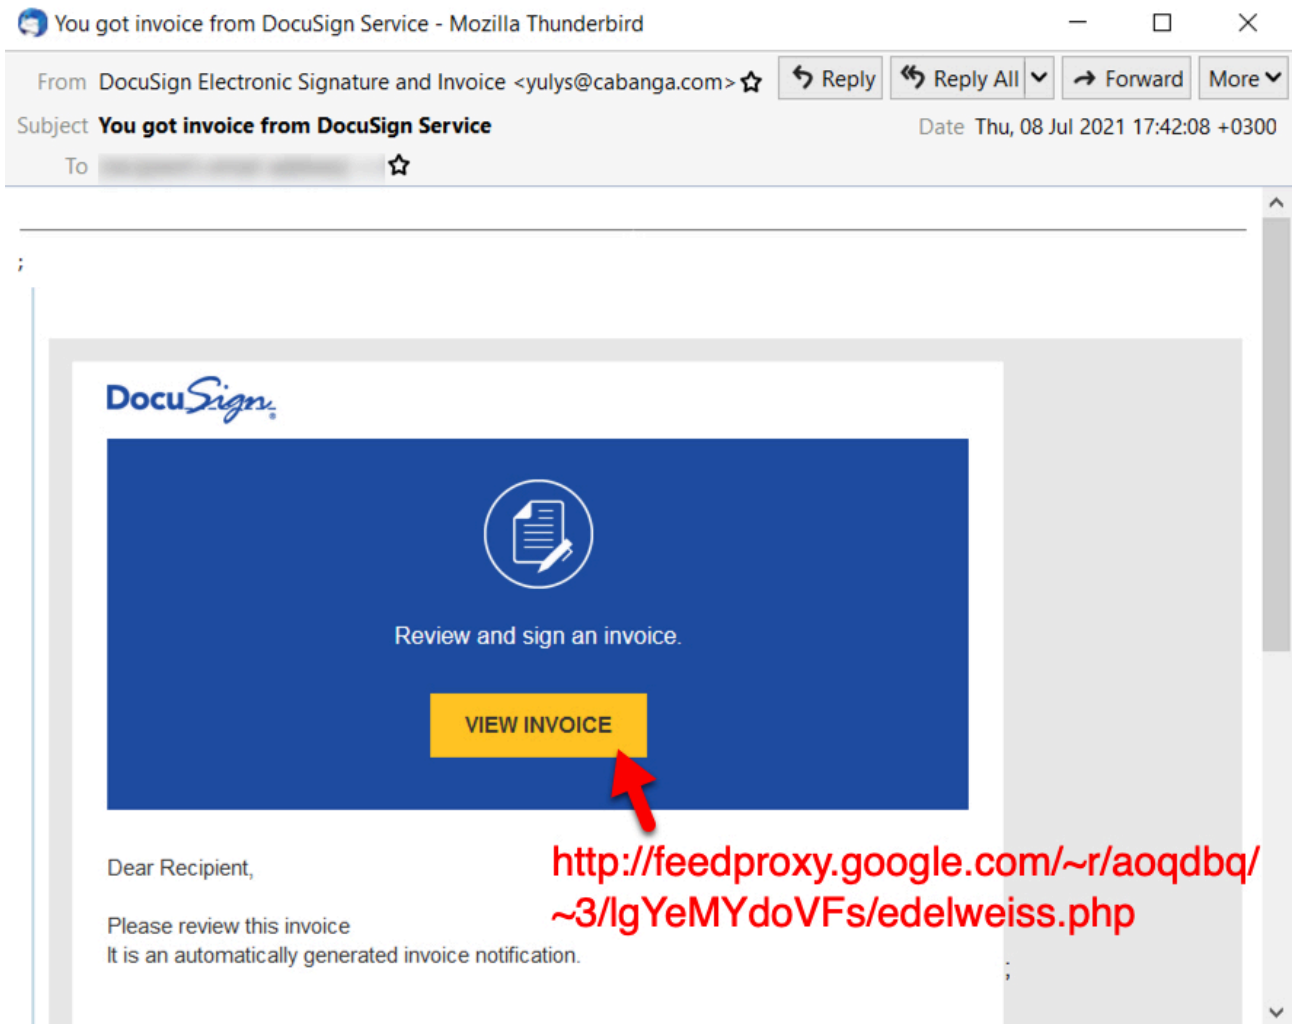 You got invoice from DocuSign Service - Mozilla Thunderbird
From DocuSign Electronic Signature and Invoice <yulys@cabanga.com> Reply Reply All Forward More
Subject You got invoice from DocuSign Service Date Thu, 08 Jul 2021 17:42:08 +0300
To
;
DocuSign®
Review and sign an invoice.
VIEW INVOICE
http://feedproxy.google.com/~r/aoqdbq/
~3/lgYeMYdoVFs/edelweiss.php
Dear Recipient,
Please review this invoice
It is an automatically generated invoice notification.
;